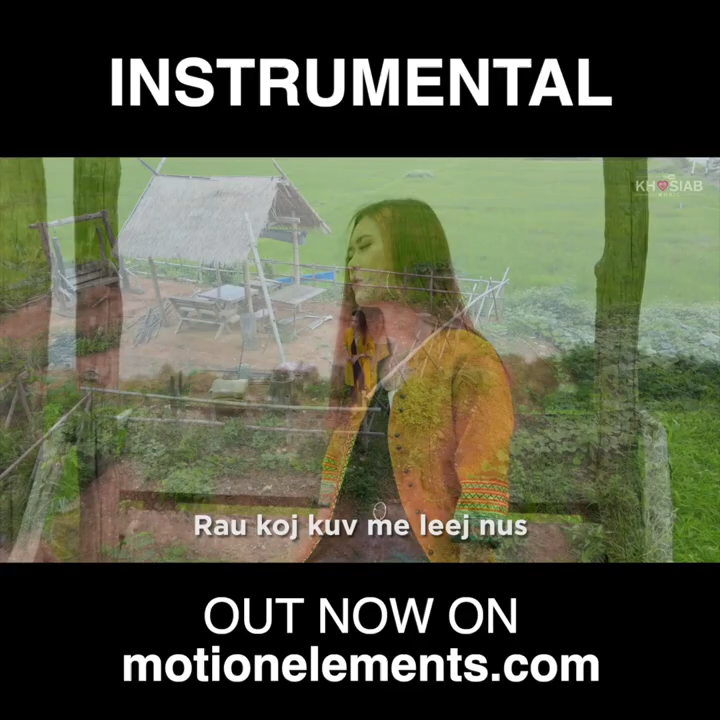 INSTRUMENTAL
KHOSIAB
Rau koj kuv me leej nus
OUT NOW ON
motionelements.com